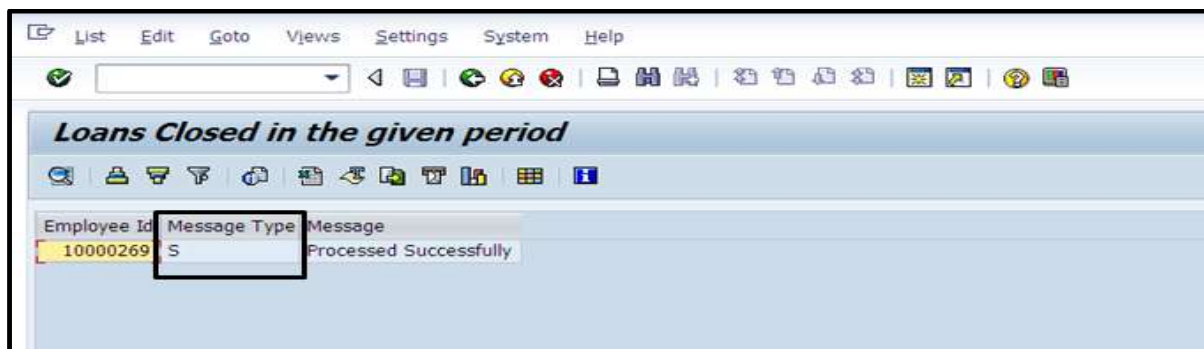 List Edit Goto Views Settings System Help
Loans Closed in the given period
Employee Id Message Type Message
10000269 S Processed Successfully